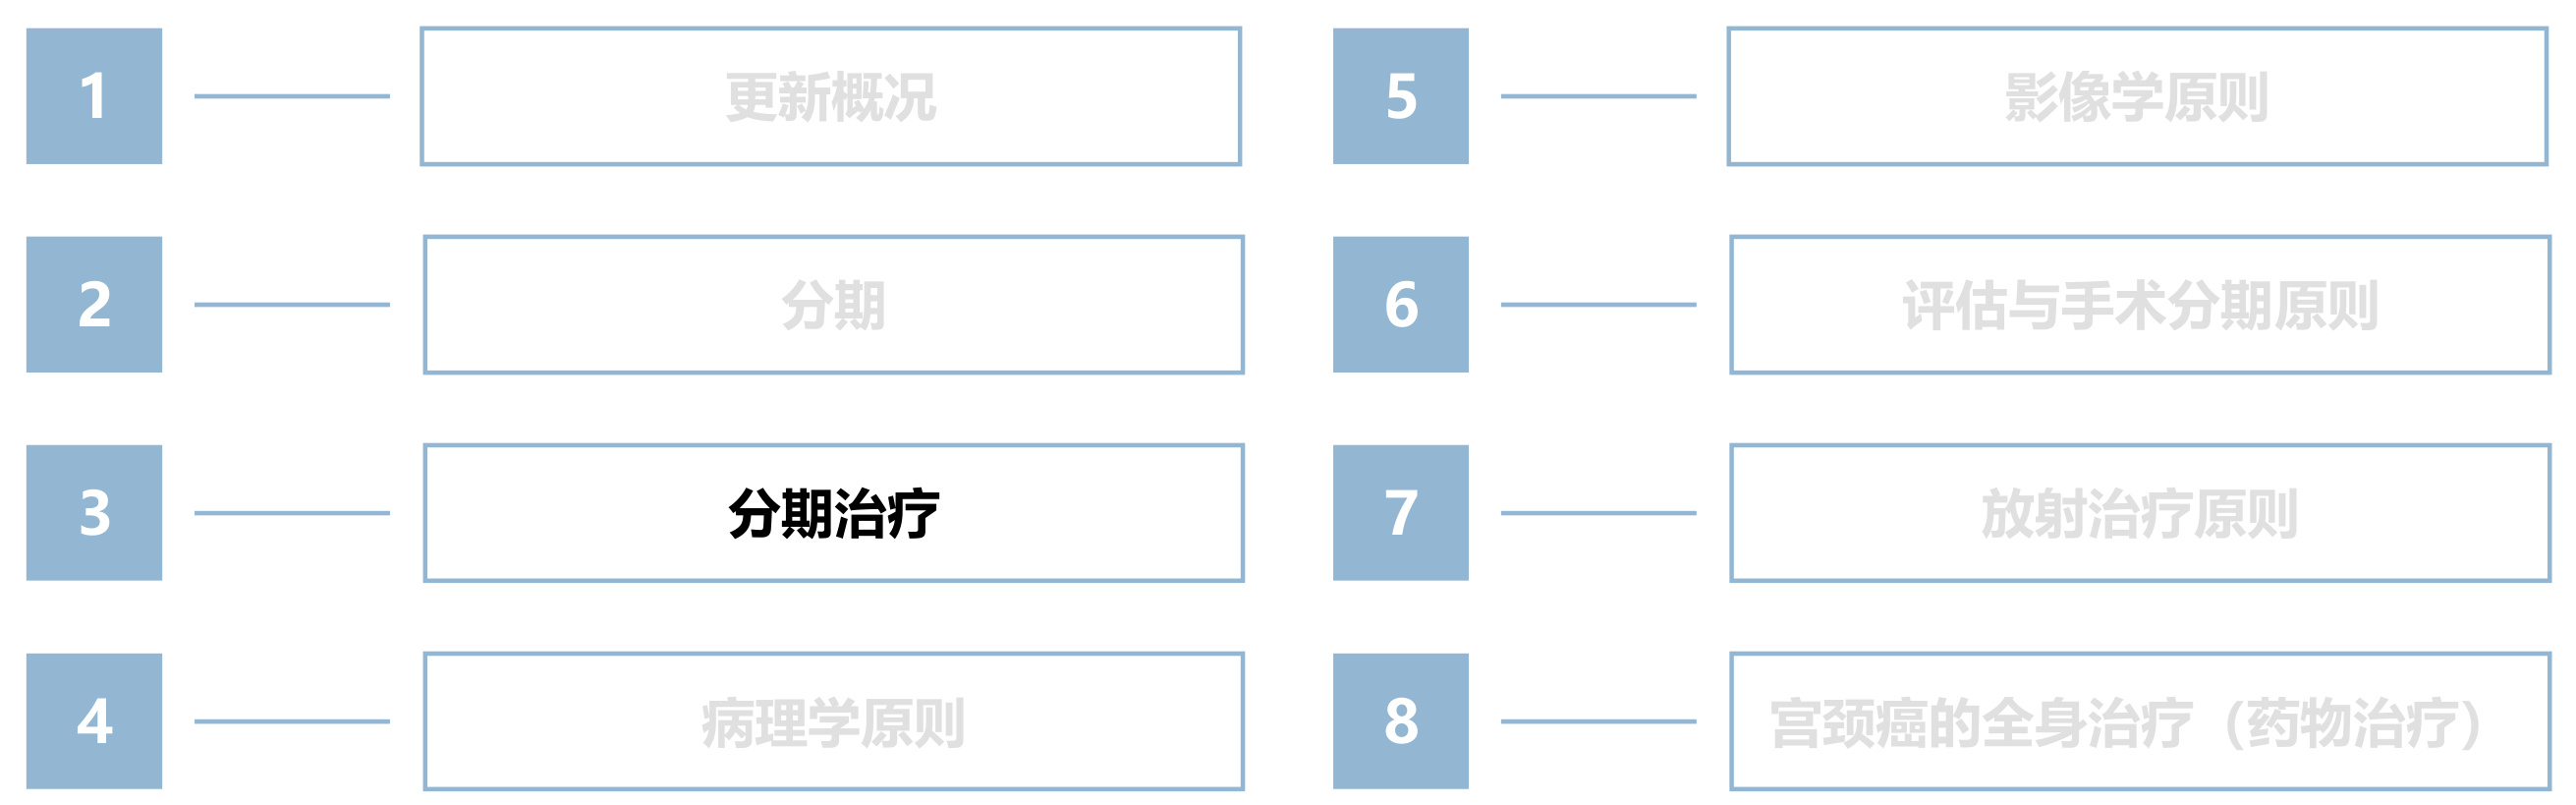 1
更新概况
2
分期
3
分期治疗
4
病理学原则
5
影像学原则
6
评估与手术分期原则
7
放射治疗原则
8
宫颈癌的全身治疗（药物治疗）